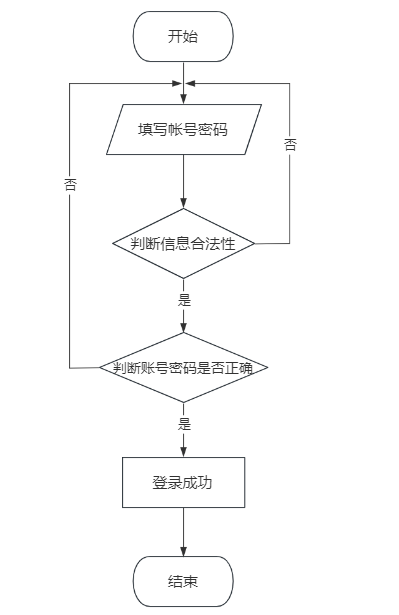 开始
填写帐号密码
否
否
判断信息合法性
是
判断账号密码是否正确
是
登录成功
结束